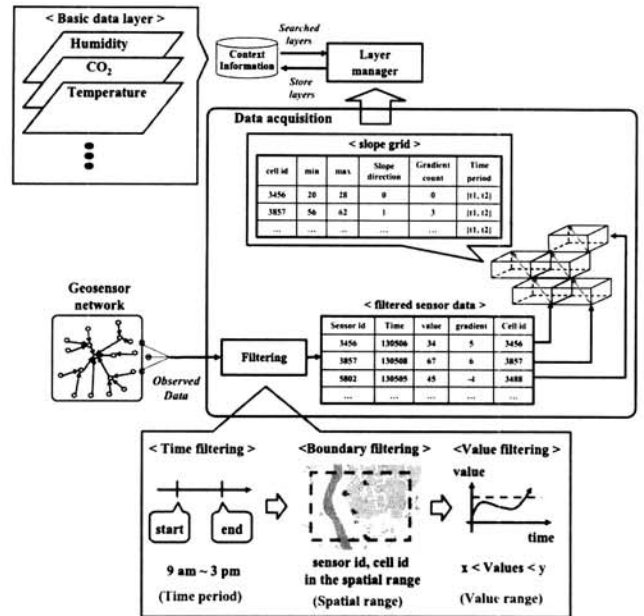 < Basic data layer >
Humidity
CO2
Temperature
Context
Information
Searched
layers
Store
layers
Layer
manager
Data acquisition
< slope grid >
cell id min max Slope direction Gradient count Time period
3456 20 28 0 0 [t1, t2]
3857 56 62 1 3 [t1, t2]
... ... ... ... ... [t1, t2]
Geosensor
network
Observed
Data
Filtering
< filtered sensor data >
Sensor id Time value gradient Cell id
3456 130506 34 5 3456
3857 130508 67 6 3857
5802 130505 45 -4 3488
... ... ... ... ...
< Time filtering >
start
end
9 am ~ 3 pm
(Time period)
< Boundary filtering >
sensor id, cell id
in the spatial range
(Spatial range)
< Value filtering >
value
time
x < Values < y
(Value range)